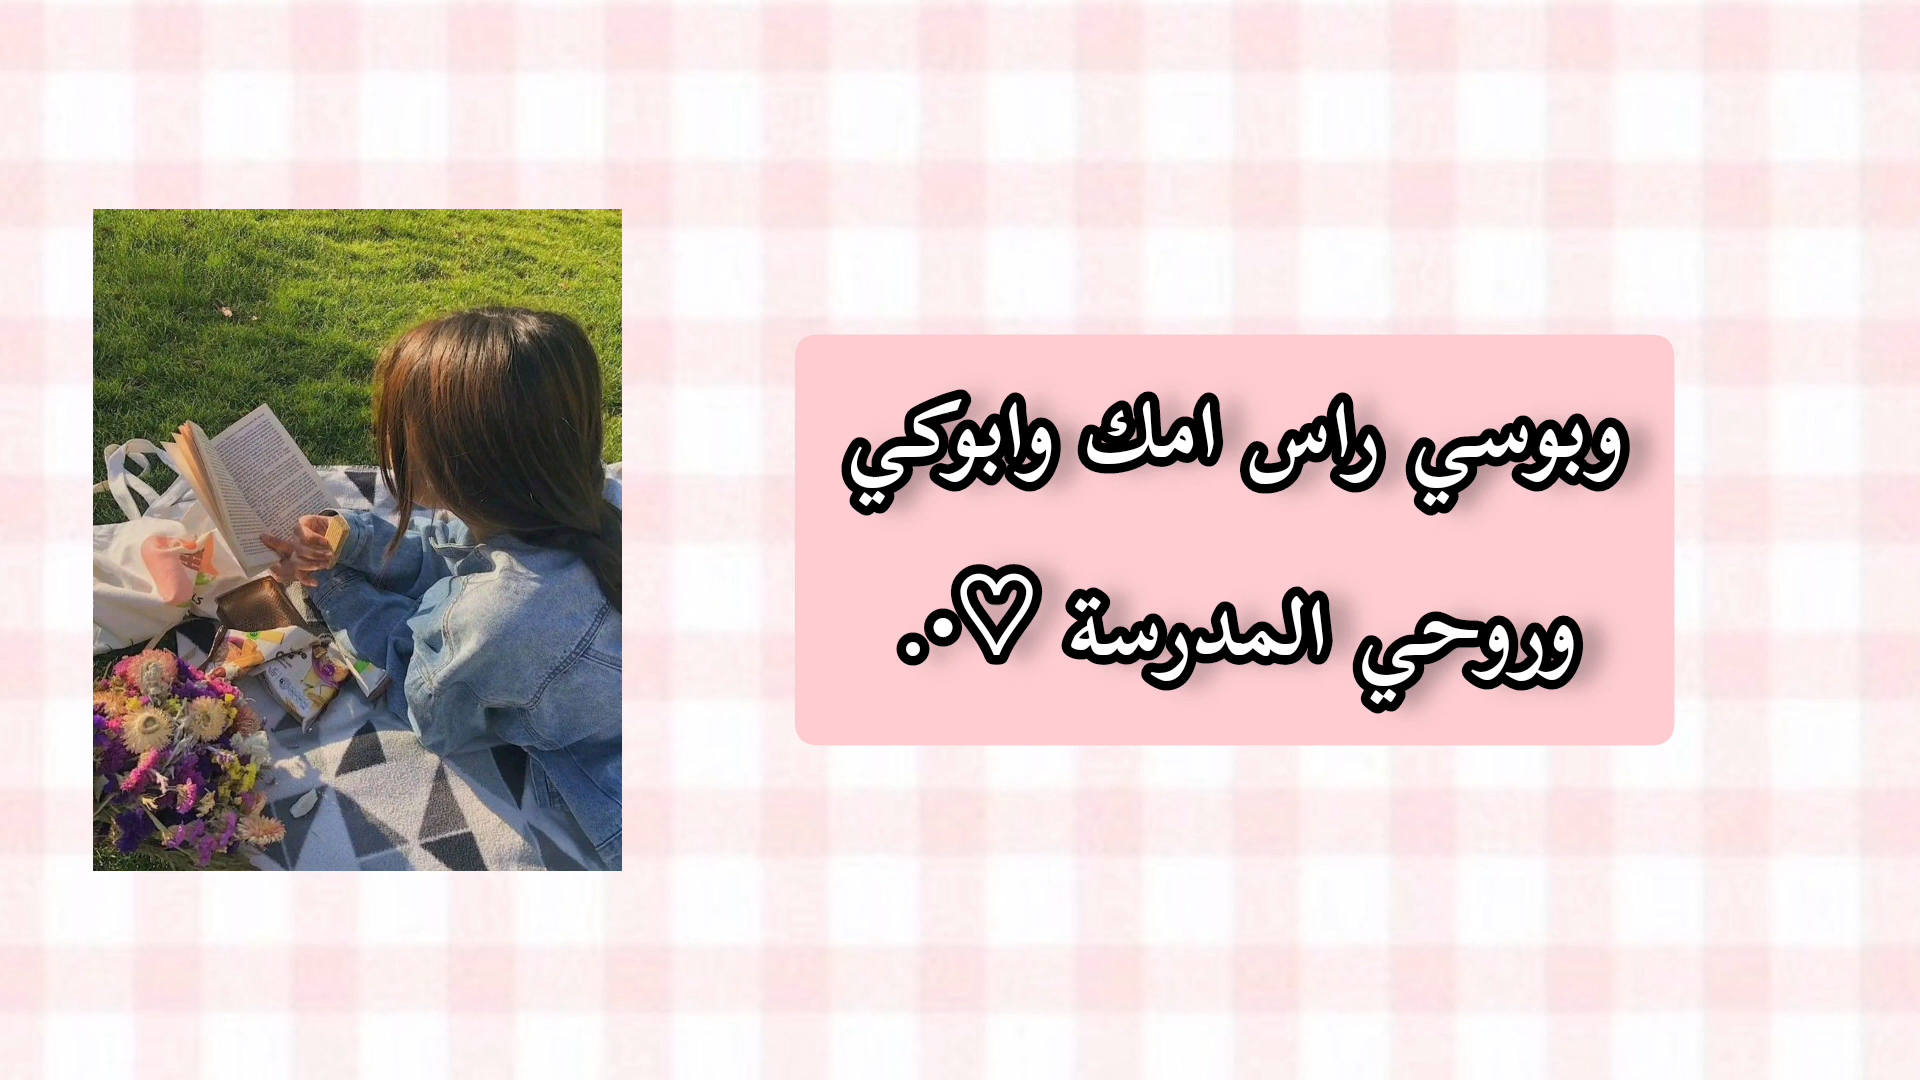 وبوسي راس امك وابوكي
وروحي المدرسة ♡•.